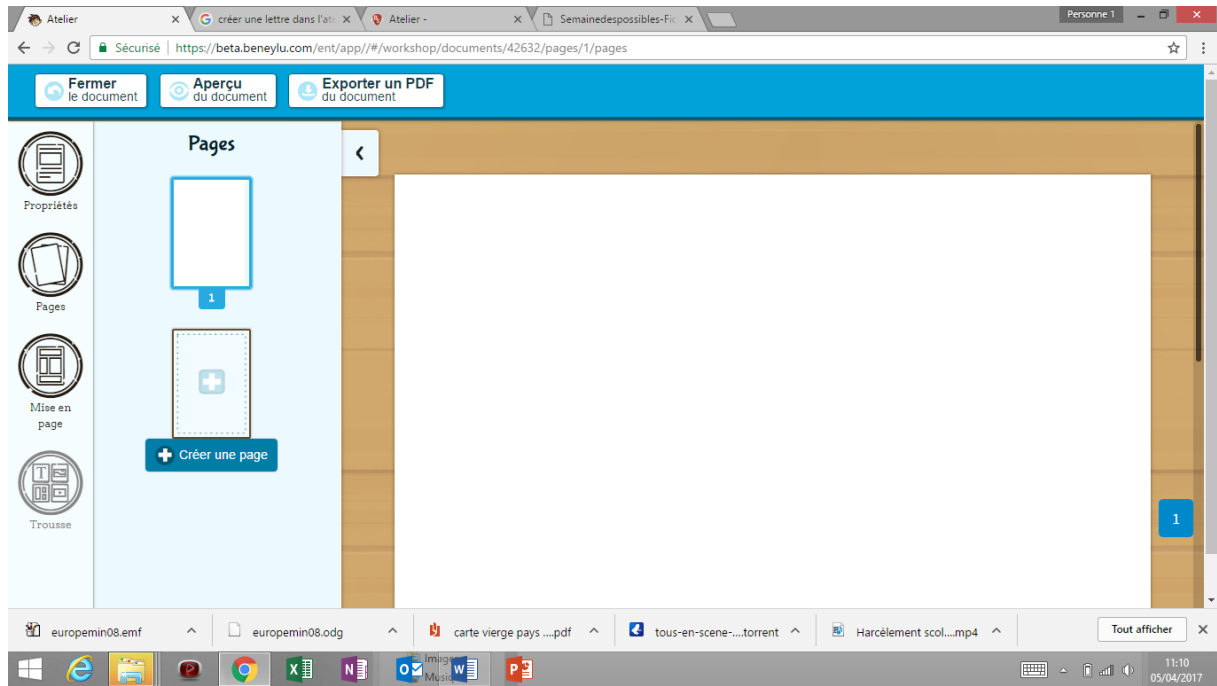 Atelier
créer une lettre dans l'ate
Atelier -
Semainedespossibles-Fic
Personne 1
Sécurisé
https://beta.beneylu.com/ent/app//#/workshop/documents/42632/pages/1/pages
Fermer
le document
Aperçu
du document
Exporter un PDF
du document
Propriétés
Pages
Mise en
page
Trousse
Pages
1
Créer une page
1
europemin08.emf
europemin08.odg
carte vierge pays ....pdf
tous-en-scene-....torrent
Harcèlement scol....mp4
Tout afficher
11:10
05/04/2017